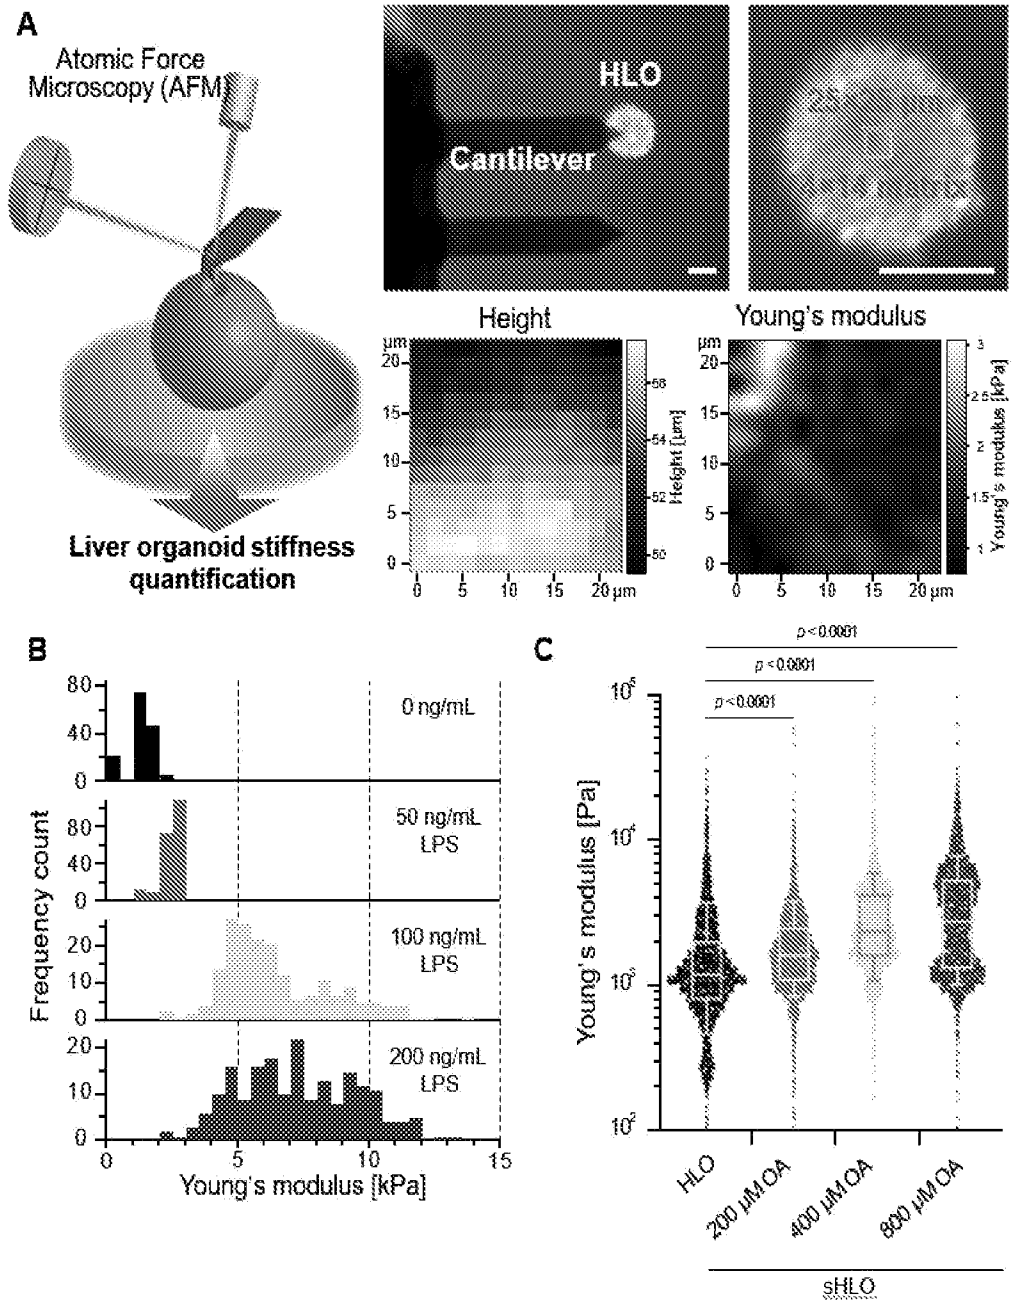 A
Atomic Force
Microscopy (AFM)
HLO
Cantilever
Liver organoid stiffness
quantification
Height
µm
20
15
10
5
0
0 5 10 15 20 µm
58
54
52
50
Height [µm]
Young's modulus
µm
20
15
10
5
0
0 5 10 15 20 µm
3
2.5
2
1.5
1
Young's modulus [kPa]
B
Frequency count
80
40
0
0 ng/mL
80
40
0
50 ng/mL
LPS
20
10
0
100 ng/mL
LPS
20
10
0
200 ng/mL
LPS
0 5 10 15
Young's modulus [kPa]
C
p < 0.0001
p < 0.0001
p < 0.0001
Young's modulus [Pa]
10⁵
10⁴
10³
10²
HLO
200 µM OA
400 µM OA
800 µM OA
sHLO